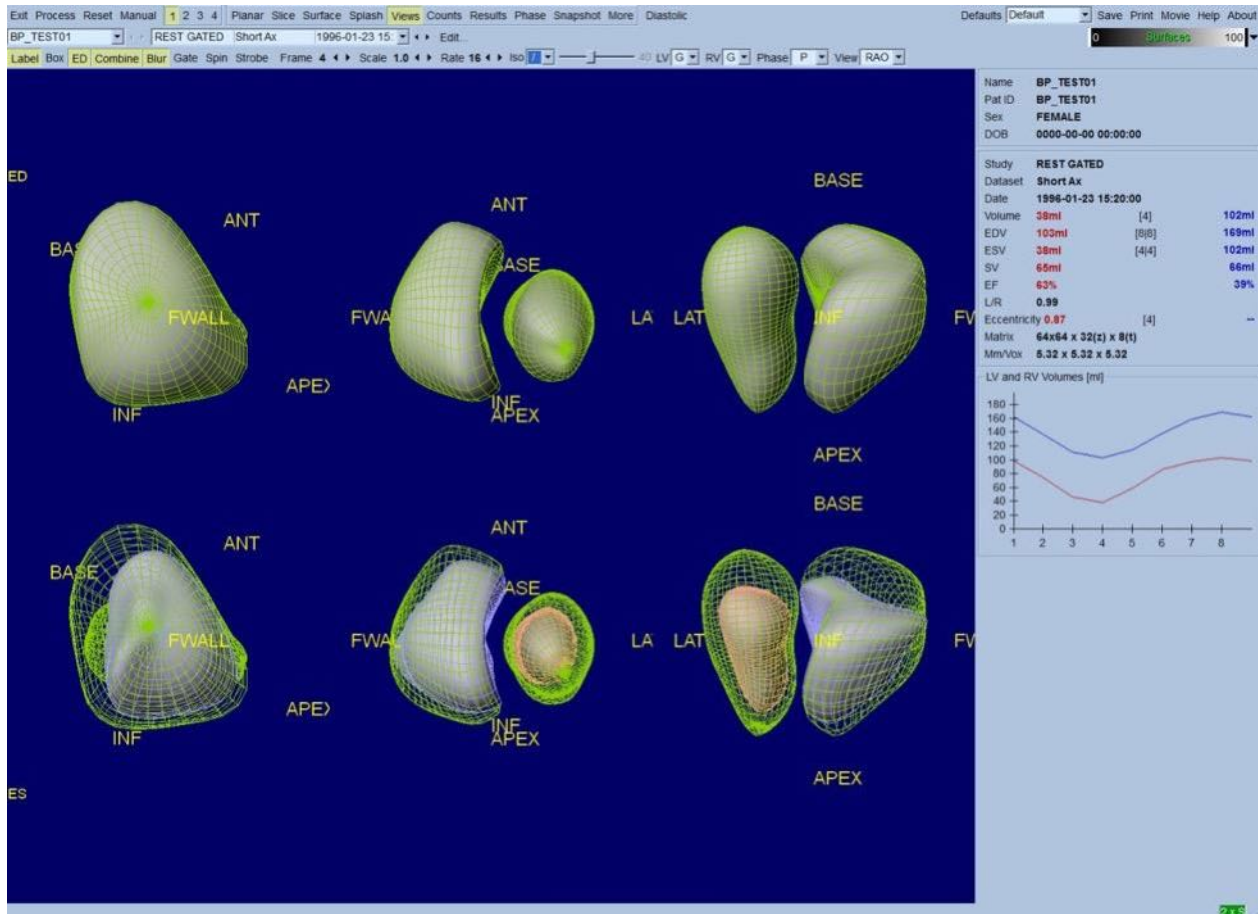 Exit Process Reset Manual 1 2 3 4 Planar Slice Surface Splash Views Counts Results Phase Snapshot More Diastolic Defaults Default Save Print Movie Help About
BP_TEST01 REST GATED Short Ax 1996-01-23 15: Edit... 0 Surfaces 100
Label Box ED Combine Blur Gate Spin Strobe Frame 4 Scale 1.0 Rate 16 Iso 40 LV G RV G Phase P View RAO
Name BP_TEST01
Pat ID BP_TEST01
Sex FEMALE
DOB 0000-00-00 00:00:00
Study REST GATED
Dataset Short Ax
Date 1996-01-23 15:20:00
Volume 38ml [4] 102ml
EDV 103ml [8|8] 169ml
ESV 38ml [4|4] 102ml
SV 65ml 66ml
EF 63% 39%
L/R 0.99
Eccentricity 0.87 [4] --
Matrix 64x64 x 32(z) x 8(t)
Mm/Vox 5.32 x 5.32 x 5.32
LV and RV Volumes [ml]
180
160
140
120
100
80
60
40
20
0
1 2 3 4 5 6 7 8
ED
ANT
BAS
FWALL
APEX
INF
ANT
BASE
FWA
LA
INF
APEX
BASE
LAT
INF
FW
APEX
ANT
BASE
FWALL
APEX
INF
ES
ANT
ASE
FWAL
LA
INF
APEX
BASE
LAT
INF
FW
APEX
2 x S